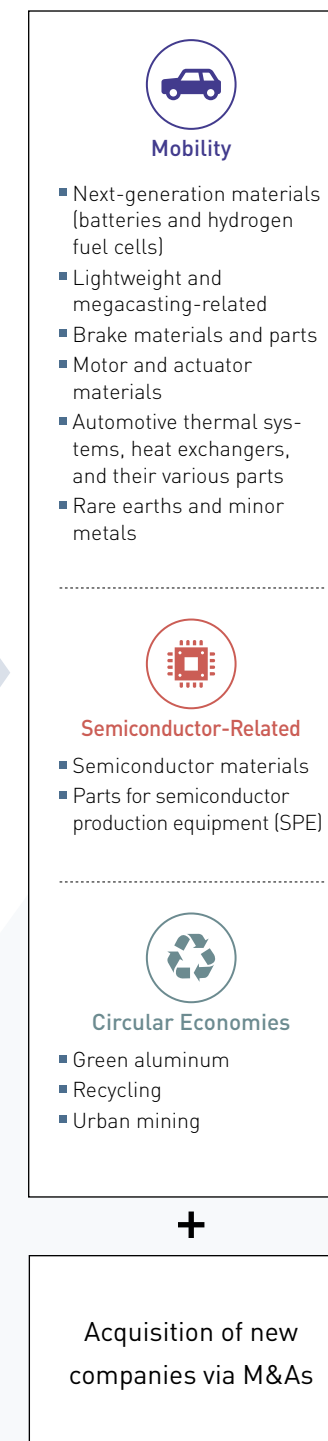 Mobility
Next-generation materials
(batteries and hydrogen
fuel cells)
Lightweight and
megacasting-related
Brake materials and parts
Motor and actuator
materials
Automotive thermal sys-
tems, heat exchangers,
and their various parts
Rare earths and minor
metals
Semiconductor-Related
Semiconductor materials
Parts for semiconductor
production equipment (SPE)
Circular Economies
Green aluminum
Recycling
Urban mining
+
Acquisition of new
companies via M&As